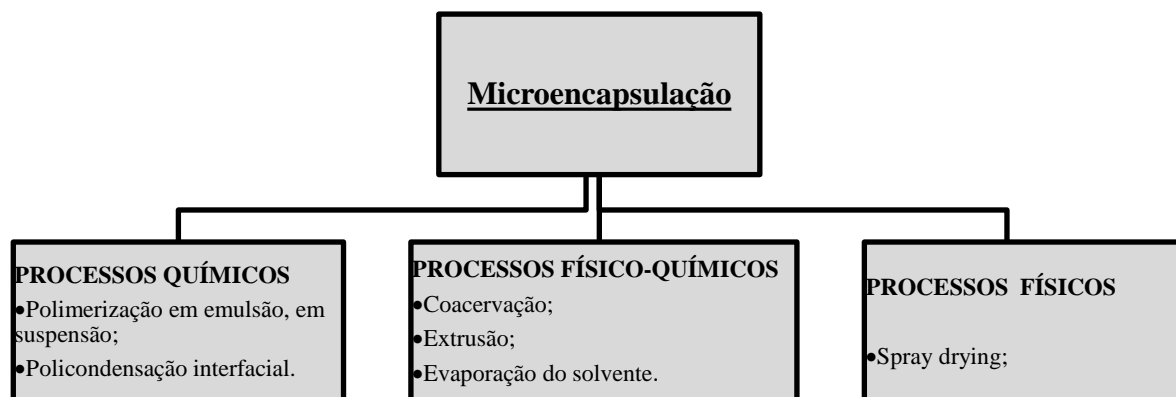 Microencapsulação
PROCESSOS QUÍMICOS
•Polimerização em emulsão, em
suspensão;
•Policondensação interfacial.
PROCESSOS FÍSICO-QUÍMICOS
•Coacervação;
•Extrusão;
•Evaporação do solvente.
PROCESSOS FÍSICOS
•Spray drying;